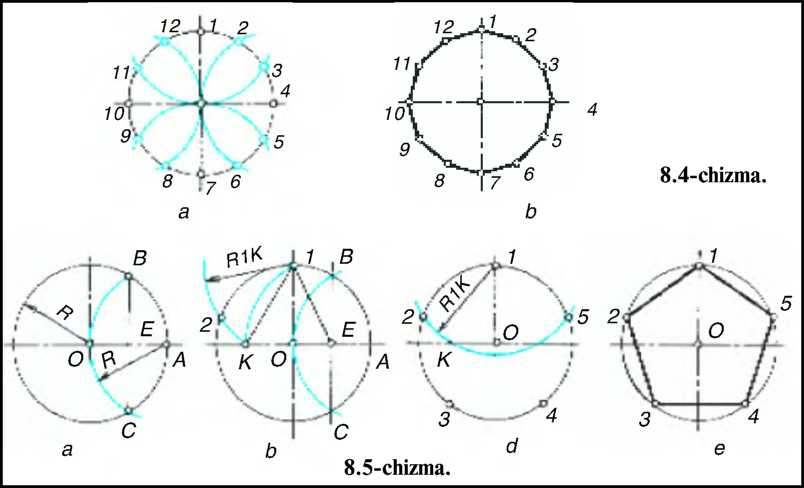 12 1 2
11 3
10 4
9 5
8 7 6
a
12 1 2
11 3
10 4
9 5
8 7 6
b
8.4-chizma.
B
R
O E A
R
C
a
R1K 1 B
2
K O E A
C
b
1
R1K
2 5
O
K
3 4
d
1
2 5
O
3 4
e
8.5-chizma.